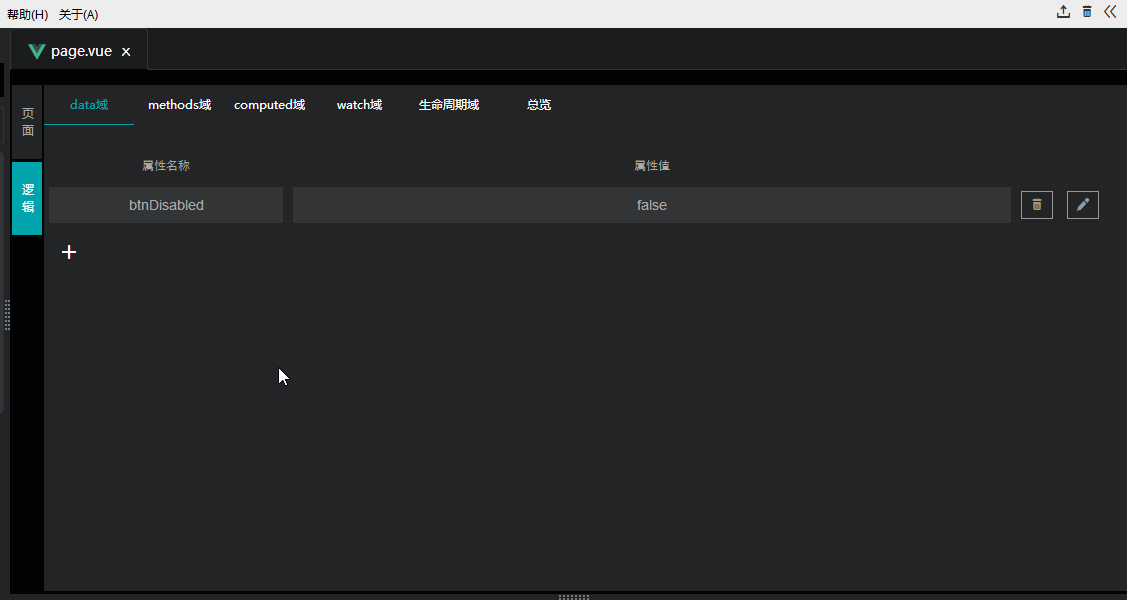 帮助(H) 关于(A)
page.vue
页面
逻辑
data域 methods域 computed域 watch域 生命周期域 总览
属性名称 属性值
btnDisabled false